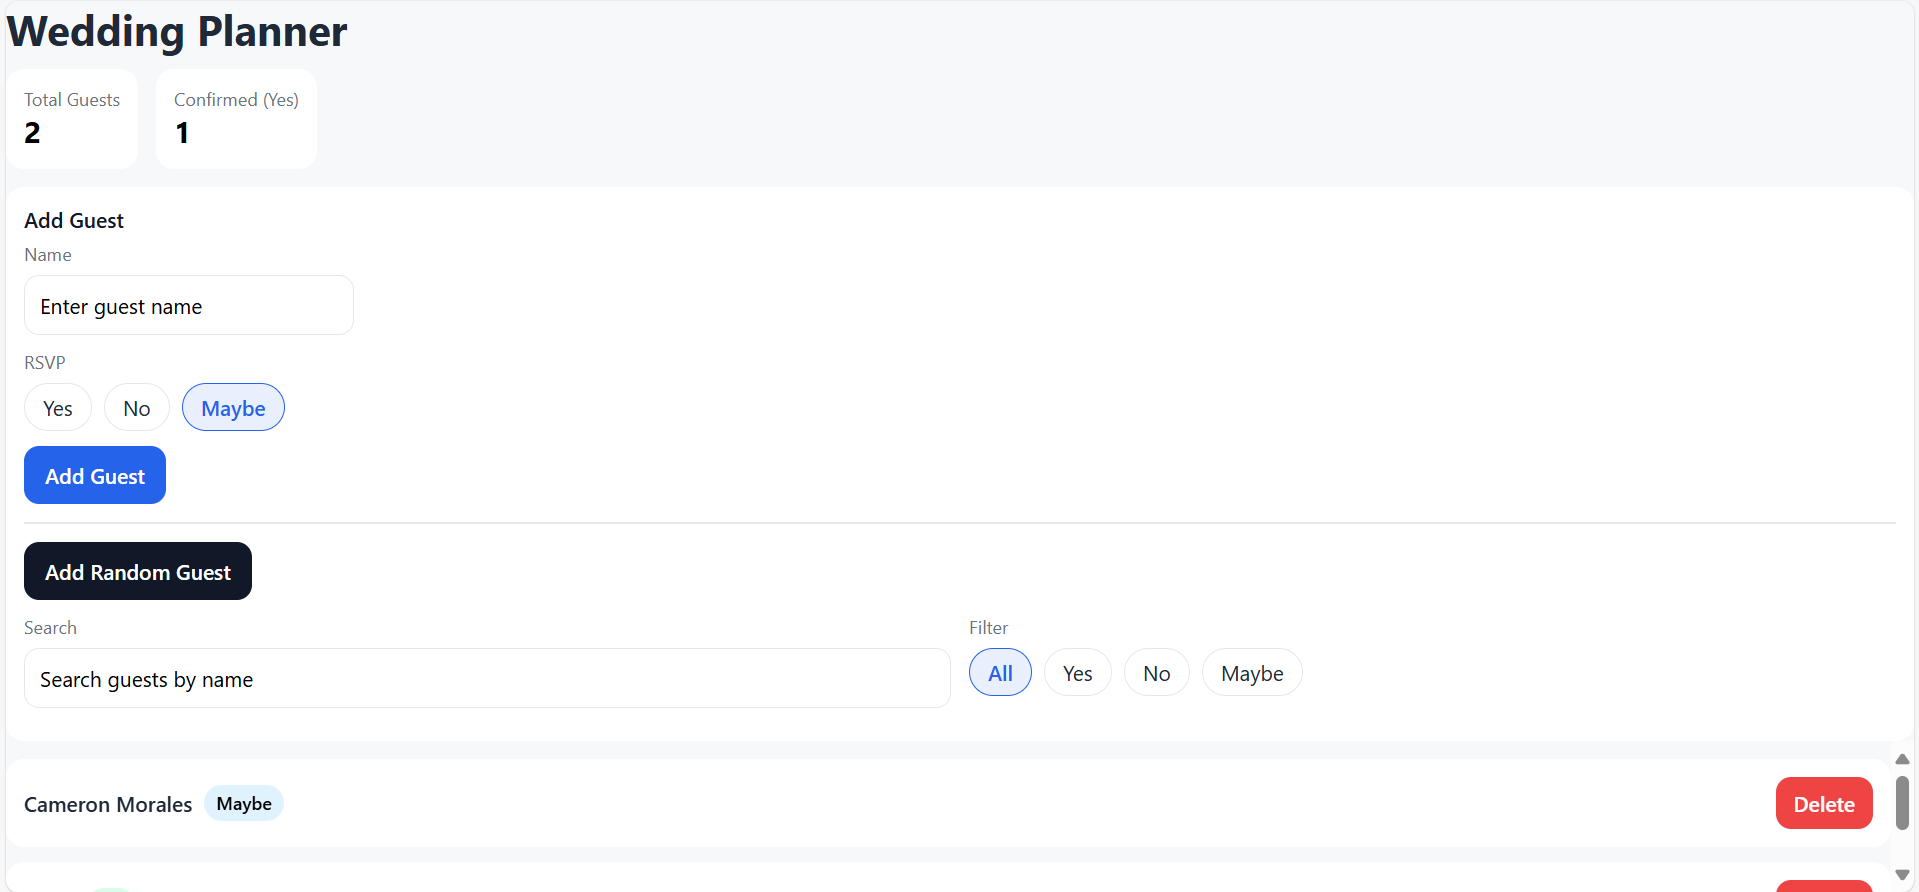 Wedding Planner
Total Guests
2
Confirmed (Yes)
1
Add Guest
Name
Enter guest name
RSVP
Yes No Maybe
Add Guest
Add Random Guest
Search
Search guests by name
Filter
All Yes No Maybe
Cameron Morales Maybe Delete